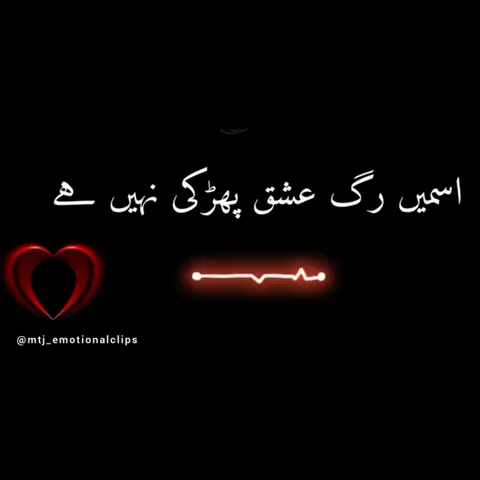 اسمیں رگ عشق پھڑکی نہیں ہے
@mtj_emotionalclips